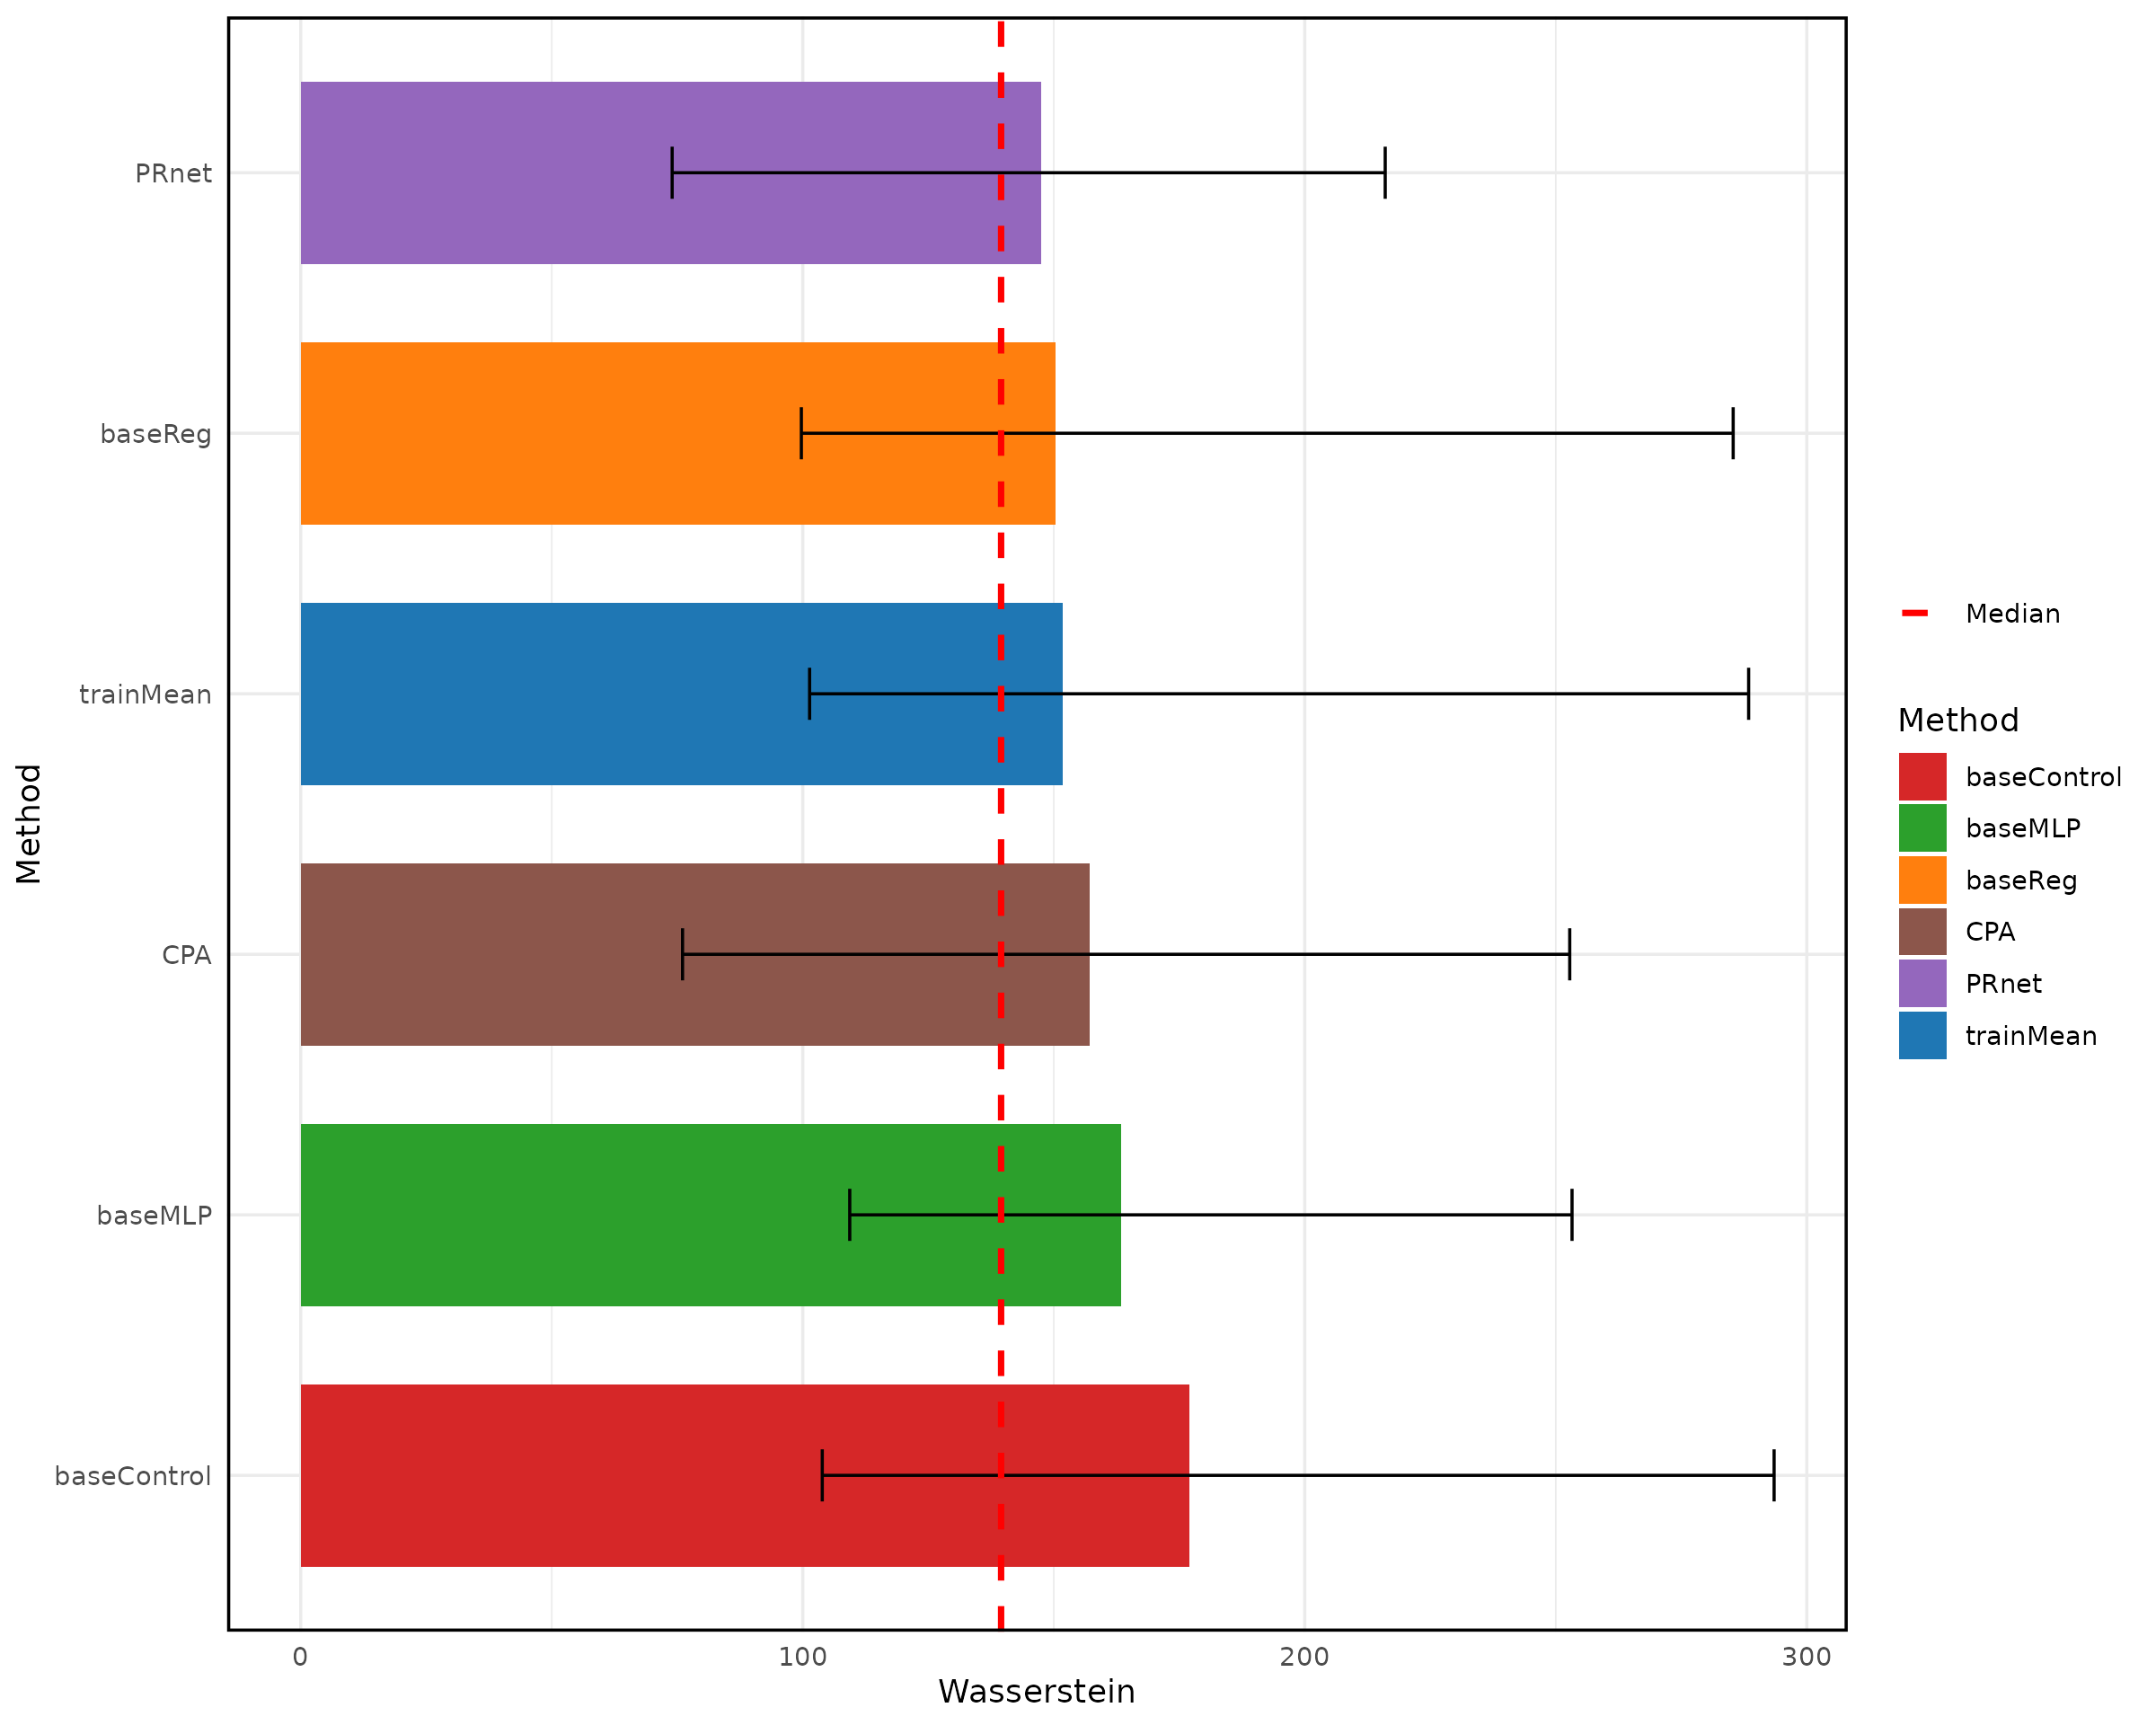 PRnet
baseReg
trainMean
CPA
baseMLP
baseControl
Method
0 100 200 300
Wasserstein
Median
Method
baseControl
baseMLP
baseReg
CPA
PRnet
trainMean